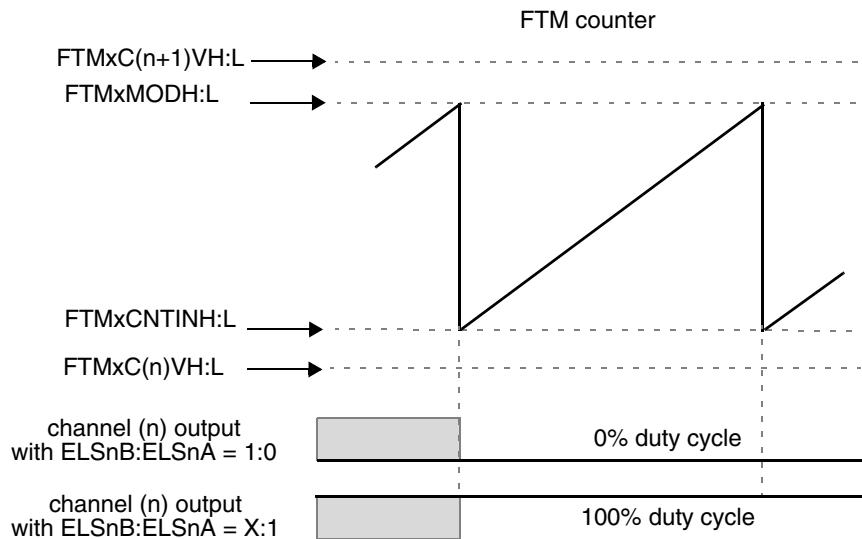 FTM counter
FTMxC(n+1)VH:L
FTMxMODH:L
FTMxCNTINH:L
FTMxC(n)VH:L
channel (n) output
with ELSnB:ELSnA = 1:0
0% duty cycle
channel (n) output
with ELSnB:ELSnA = X:1
100% duty cycle